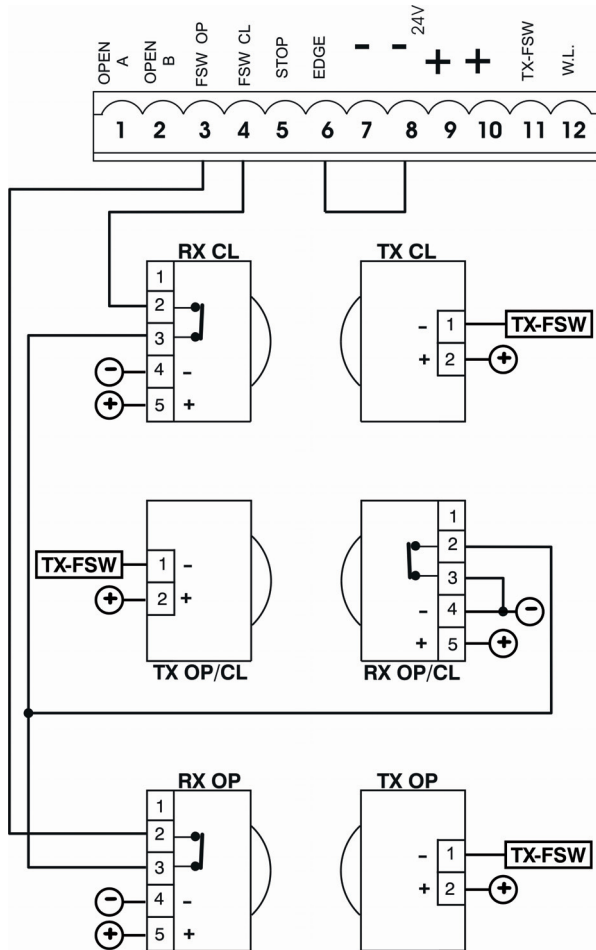 OPEN A
OPEN B
FSW OP
FSW CL
STOP
EDGE
-
-
24V
+
+
TX-FSW
W.L.
1 2 3 4 5 6 7 8 9 10 11 12
RX CL
1
2
3
4 -
5 +
-
+
TX CL
- 1
+ 2
TX-FSW
+
TX-FSW
+
1 -
2 +
TX OP/CL
1
2
3
- 4
+ 5
-
+
RX OP/CL
RX OP
1
2
3
4 -
5 +
-
+
TX OP
- 1
+ 2
TX-FSW
+